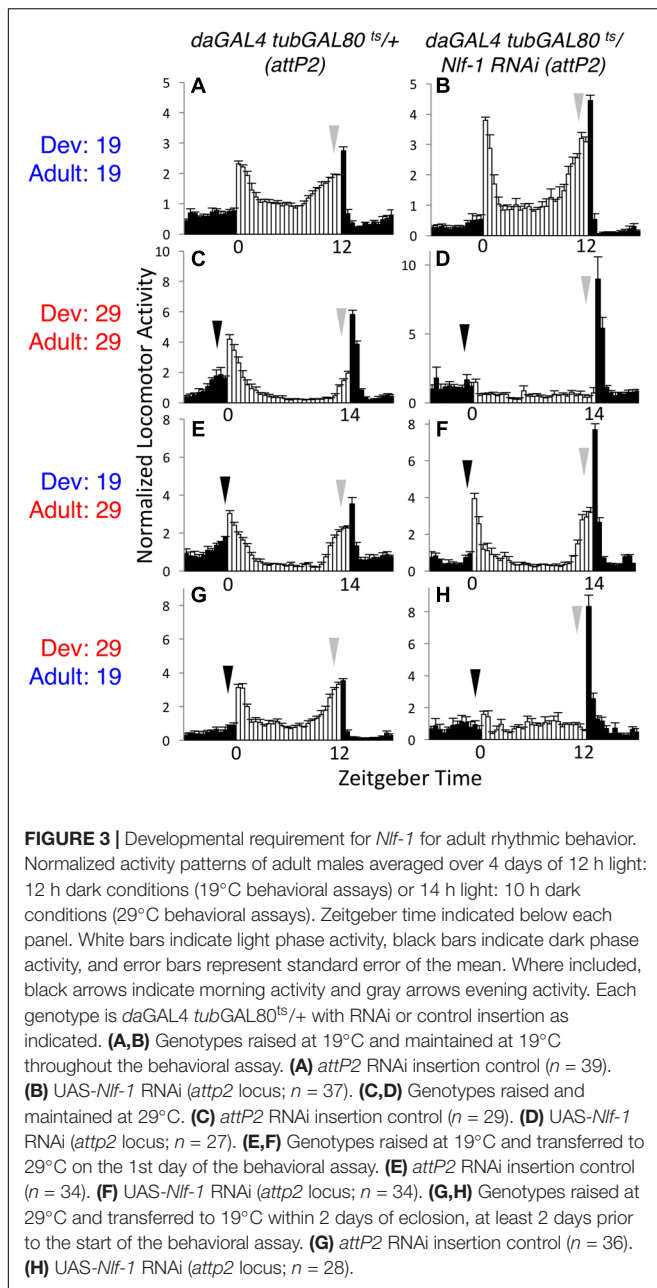 daGAL4 tubGAL80 ts/+
(attP2)
daGAL4 tubGAL80 ts/
Nlf-1 RNAi (attP2)
Dev: 19
Adult: 19
A
5
4
3
2
1
0
0
12
B
5
4
3
2
1
0
0
12
Dev: 29
Adult: 29
C
10
8
6
4
2
0
0
14
D
10
5
0
0
14
Dev: 19
Adult: 29
E
8
6
4
2
0
0
14
F
8
6
4
2
0
0
14
Dev: 29
Adult: 19
G
8
6
4
2
0
0
12
H
8
6
4
2
1
0
0
12
Normalized Locomotor Activity
Zeitgeber Time
FIGURE 3 | Developmental requirement for Nlf-1 for adult rhythmic behavior.
Normalized activity patterns of adult males averaged over 4 days of 12 h light:
12 h dark conditions (19°C behavioral assays) or 14 h light: 10 h dark
conditions (29°C behavioral assays). Zeitgeber time indicated below each
panel. White bars indicate light phase activity, black bars indicate dark phase
activity, and error bars represent standard error of the mean. Where included,
black arrows indicate morning activity and gray arrows evening activity. Each
genotype is daGAL4 tubGAL80ts/+ with RNAi or control insertion as
indicated. (A,B) Genotypes raised at 19°C and maintained at 19°C
throughout the behavioral assay. (A) attP2 RNAi insertion control (n = 39).
(B) UAS-Nlf-1 RNAi (attp2 locus; n = 37). (C,D) Genotypes raised and
maintained at 29°C. (C) attP2 RNAi insertion control (n = 29). (D) UAS-Nlf-1
RNAi (attp2 locus; n = 27). (E,F) Genotypes raised at 19°C and transferred to
29°C on the 1st day of the behavioral assay. (E) attP2 RNAi insertion control
(n = 34). (F) UAS-Nlf-1 RNAi (attp2 locus; n = 34). (G,H) Genotypes raised at
29°C and transferred to 19°C within 2 days of eclosion, at least 2 days prior
to the start of the behavioral assay. (G) attP2 RNAi insertion control (n = 36).
(H) UAS-Nlf-1 RNAi (attp2 locus; n = 28).